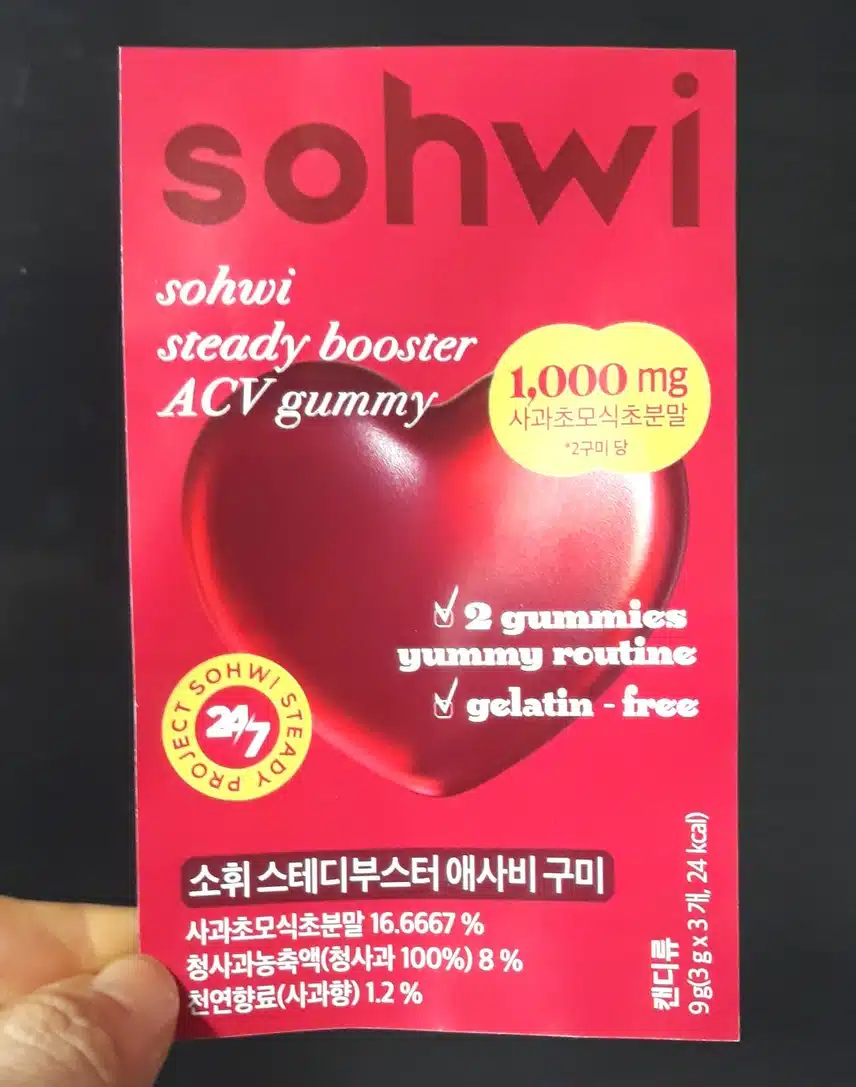 sohwi
sohwi
steady booster
ACV gummy
1,000 mg
사과초모식초분말
*2구미 당
2 gummies
yummy routine
gelatin - free
SOHWI STEADY PROJECT
24/7
소휘 스테디부스터 애사비 구미
사과초모식초분말 16.6667 %
청사과농축액(청사과 100%) 8 %
천연향료(사과향) 1.2 %
캔디류
9 g(3 g x 3 개, 24 kcal)